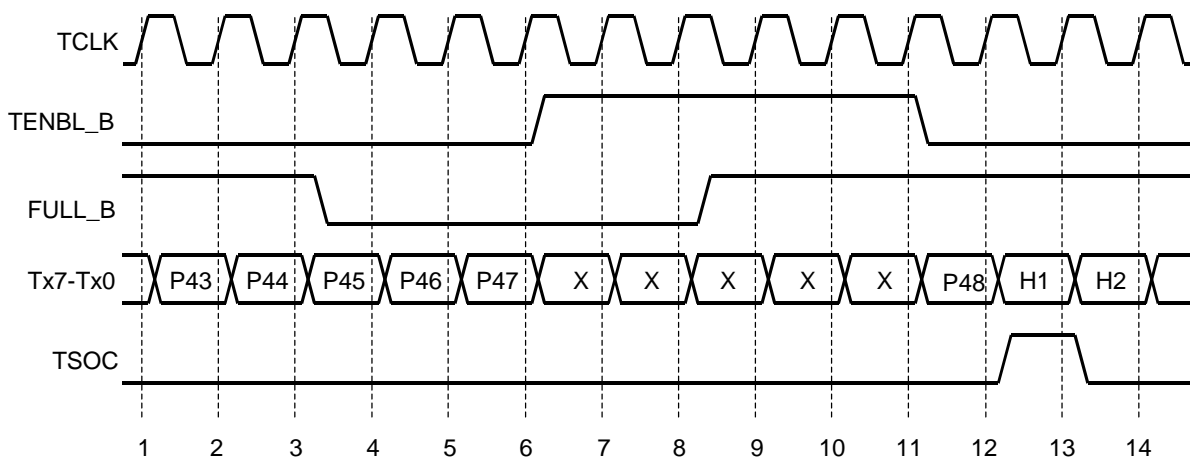 TCLK
TENBL_B
FULL_B
Tx7-Tx0 P43 P44 P45 P46 P47 X X X X X P48 H1 H2
TSOC
1 2 3 4 5 6 7 8 9 10 11 12 13 14